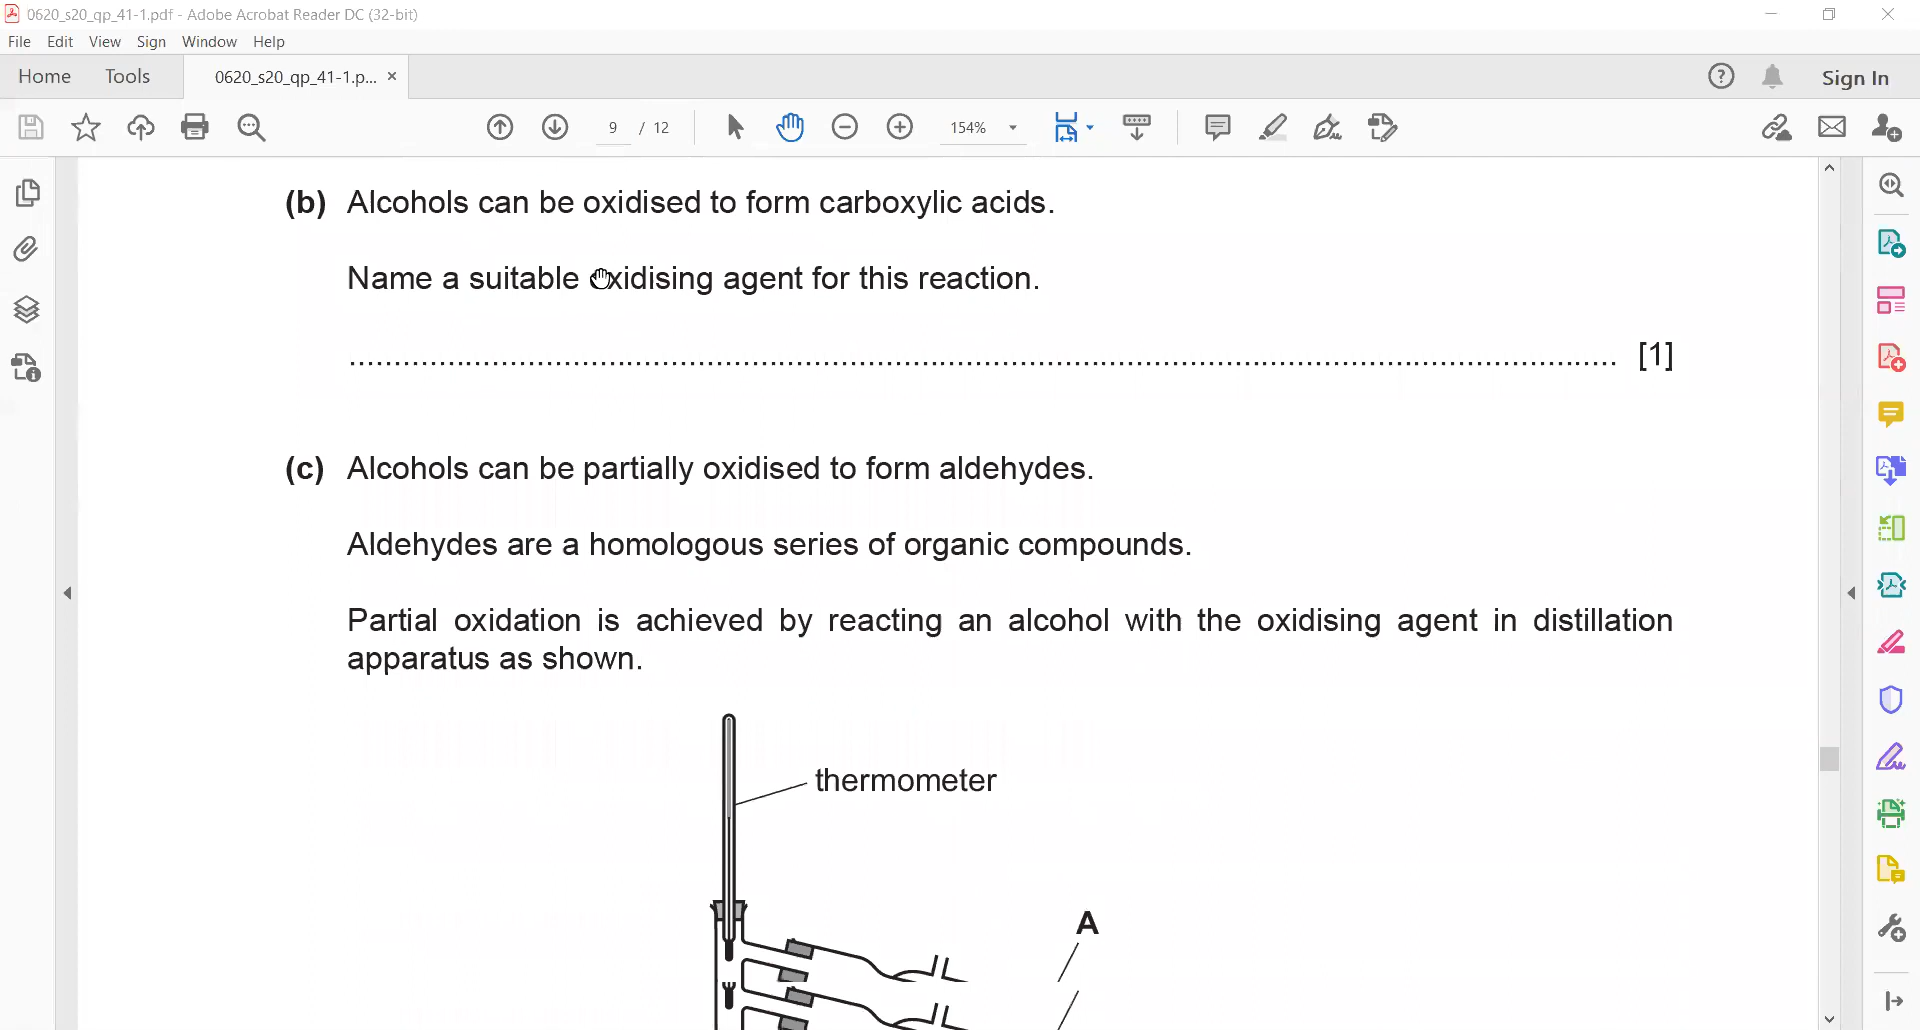 0620_s20_qp_41-1.pdf - Adobe Acrobat Reader DC (32-bit)
File Edit View Sign Window Help
Home Tools 0620_s20_qp_41-1.p... × Sign In
9 / 12 154%
(b) Alcohols can be oxidised to form carboxylic acids.
Name a suitable oxidising agent for this reaction.
.......................................................................................................................................... [1]
(c) Alcohols can be partially oxidised to form aldehydes.
Aldehydes are a homologous series of organic compounds.
Partial oxidation is achieved by reacting an alcohol with the oxidising agent in distillation
apparatus as shown.
thermometer
A